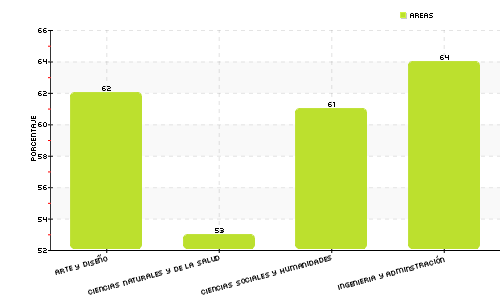 AREAS
PORCENTAJE
66
64
62
60
58
56
54
52
62
53
61
64
ARTE Y DISEÑO
CIENCIAS NATURALES Y DE LA SALUD
CIENCIAS SOCIALES Y HUMANIDADES
INGENIERIA Y ADMINSTRACIÓN